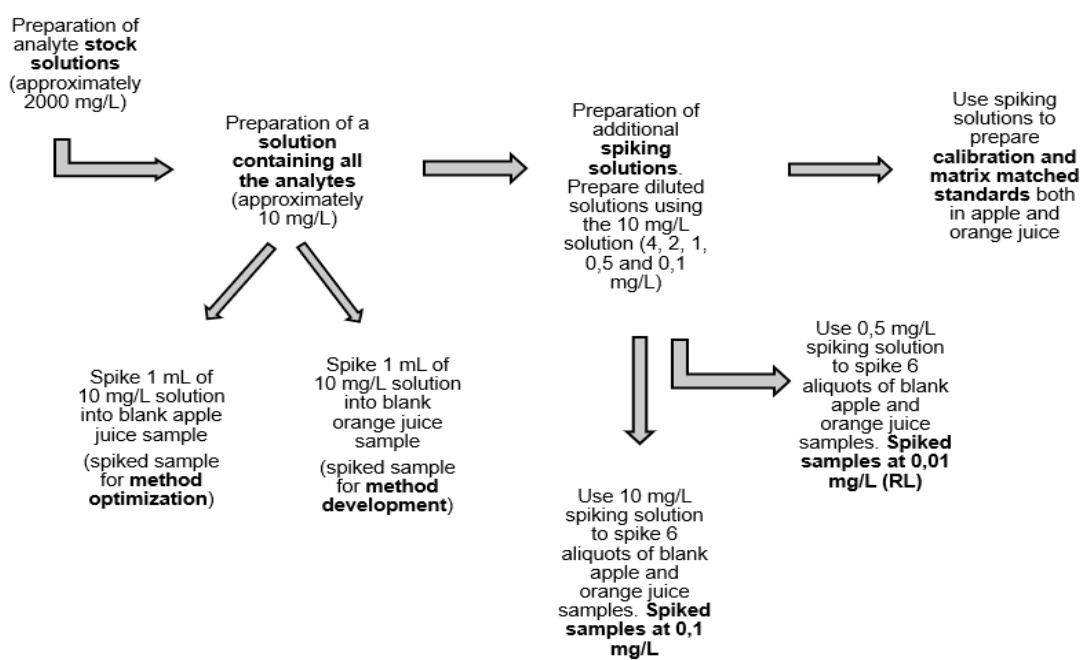 Preparation of
analyte stock
solutions
(approximately
2000 mg/L)
Preparation of a
solution
containing all
the analytes
(approximately
10 mg/L)
Preparation of
additional
spiking
solutions.
Prepare diluted
solutions using
the 10 mg/L
solution (4, 2, 1,
0,5 and 0,1
mg/L)
Use spiking
solutions to
prepare
calibration and
matrix matched
standards both
in apple and
orange juice
Spike 1 mL of
10 mg/L solution
into blank apple
juice sample
(spiked sample
for method
optimization)
Spike 1 mL of
10 mg/L solution
into blank
orange juice
sample
(spiked sample
for method
development)
Use 10 mg/L
spiking solution
to spike 6
aliquots of blank
apple and
orange juice
samples. Spiked
samples at 0,1
mg/L
Use 0,5 mg/L
spiking solution
to spike 6
aliquots of blank
apple and
orange juice
samples. Spiked
samples at 0,01
mg/L (RL)